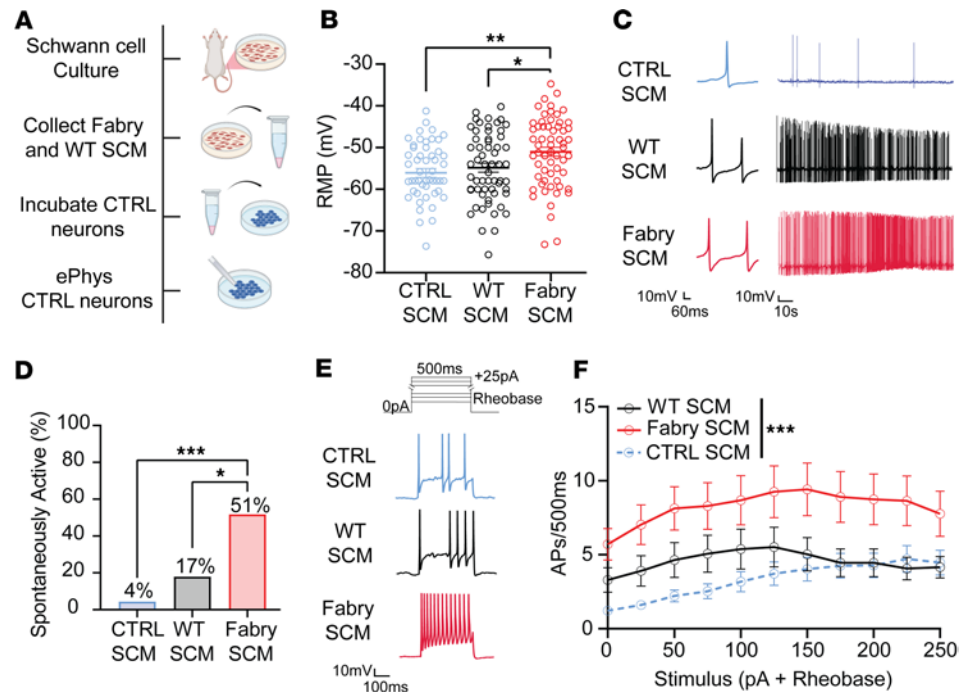 A
Schwann cell
Culture
Collect Fabry
and WT SCM
Incubate CTRL
neurons
ePhys
CTRL neurons
B
**
*
RMP (mV)
-30
-40
-50
-60
-70
-80
CTRL
SCM
WT
SCM
Fabry
SCM
C
CTRL
SCM
WT
SCM
Fabry
SCM
10mV
60ms
10mV
10s
D
Spontaneously Active (%)
100
80
60
40
20
0
***
*
4%
17%
51%
CTRL
SCM
WT
SCM
Fabry
SCM
E
500ms
+25pA
Rheobase
0pA
CTRL
SCM
WT
SCM
Fabry
SCM
10mV
100ms
F
APs/500ms
15
10
5
0
WT SCM
Fabry SCM
CTRL SCM
***
0 50 100 150 200 250
Stimulus (pA + Rheobase)